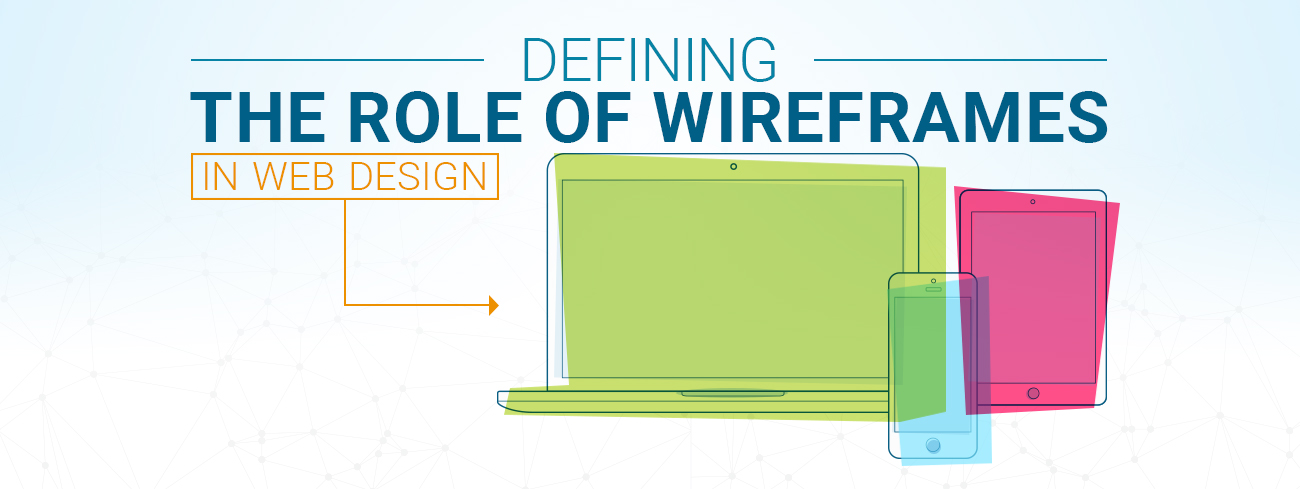 DEFINING
THE ROLE OF WIREFRAMES
IN WEB DESIGN